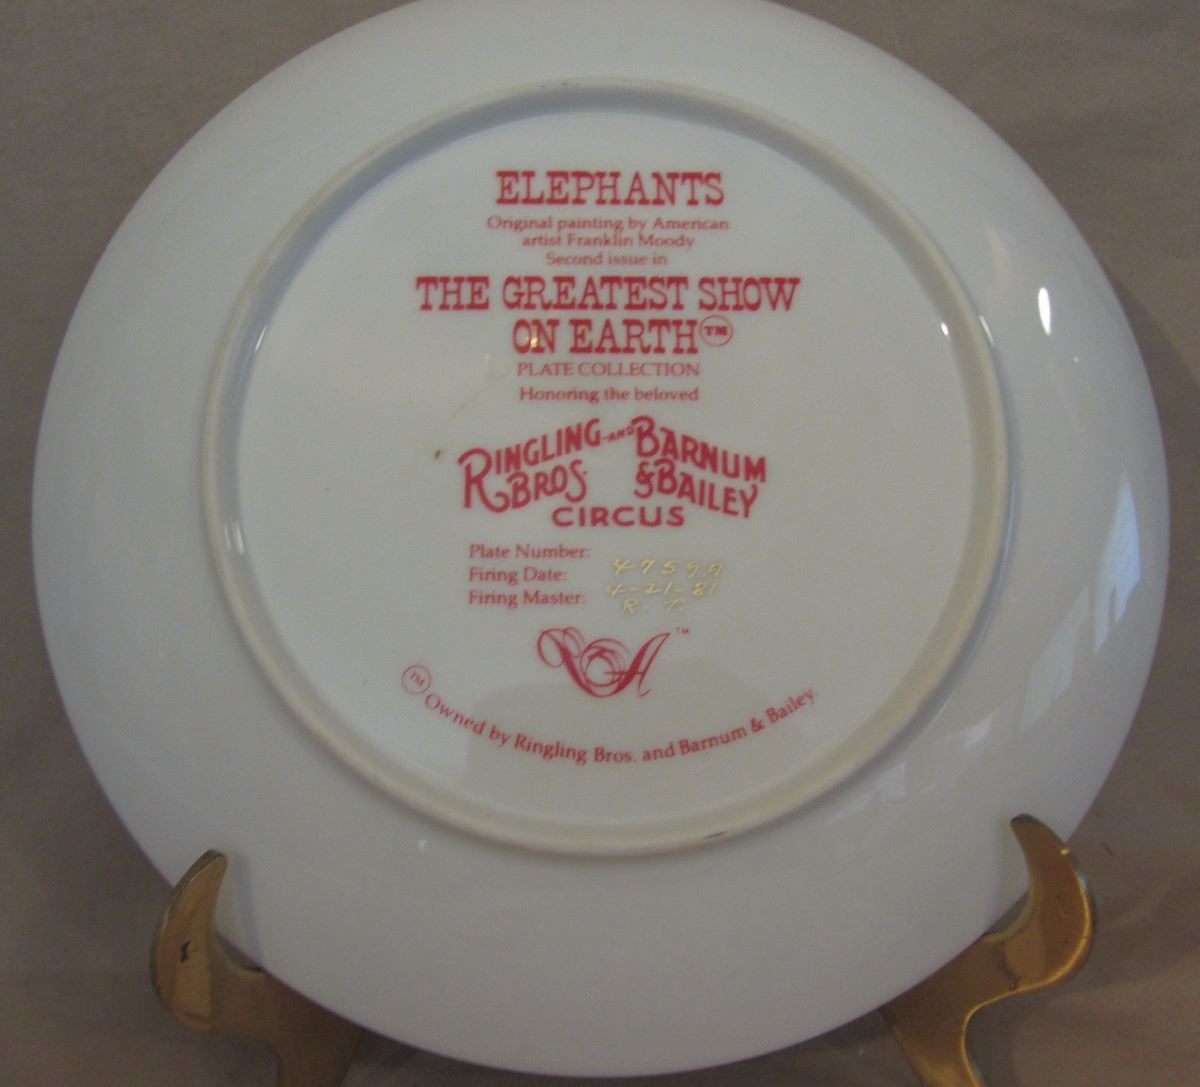 ELEPHANTS
Original painting by American
artist Franklin Moody
Second issue in
THE GREATEST SHOW
ON EARTH™
PLATE COLLECTION
Honoring the beloved
RINGLING BROS. AND BARNUM & BAILEY
CIRCUS
Plate Number: 4759A
Firing Date: 4-21-81
Firing Master: R. T.
™
™ Owned by Ringling Bros. and Barnum & Bailey.